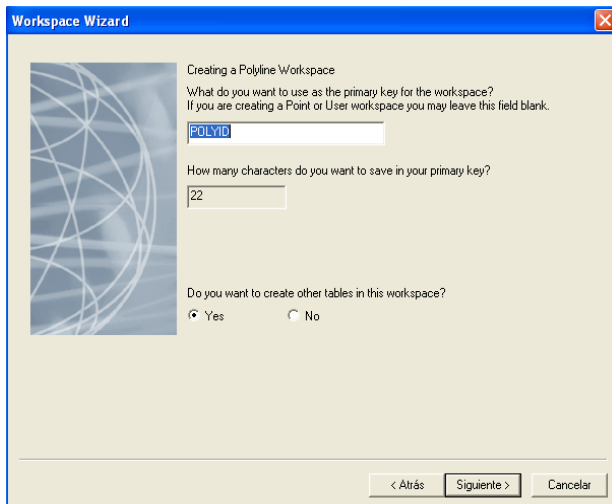 Workspace Wizard
Creating a Polyline Workspace
What do you want to use as the primary key for the workspace?
If you are creating a Point or User workspace you may leave this field blank.
POLYID
How many characters do you want to save in your primary key?
22
Do you want to create other tables in this workspace?
Yes No
< Atrás Siguiente > Cancelar